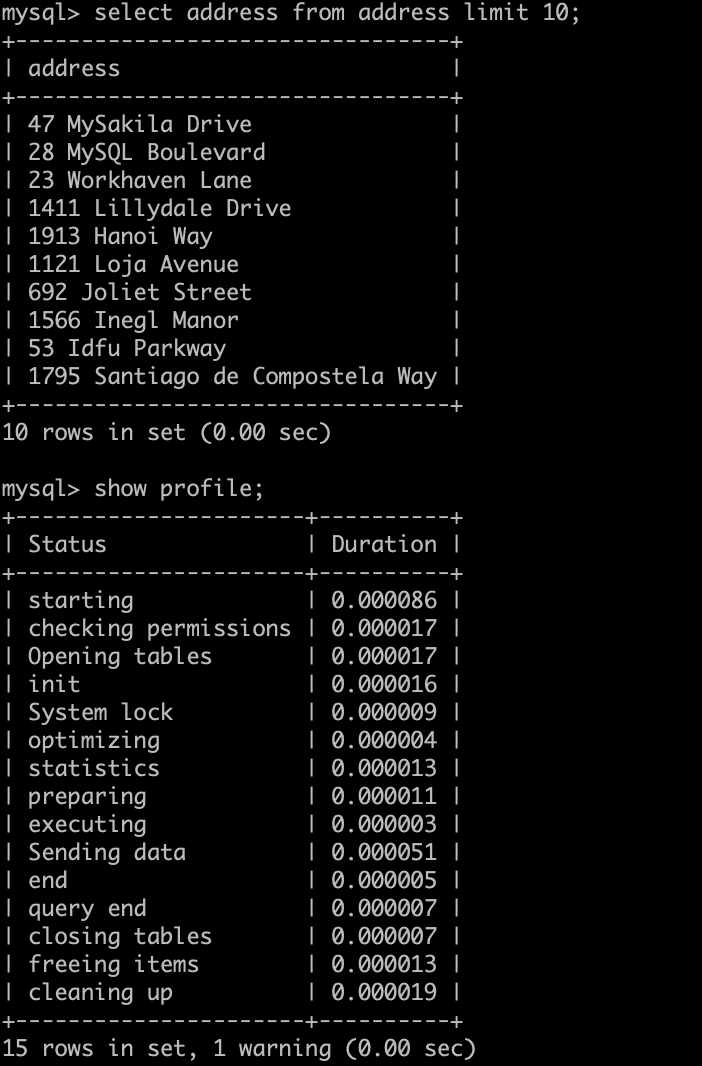 mysql> select address from address limit 10;
+---------------------------------+
| address                         |
+---------------------------------+
| 47 MySakila Drive               |
| 28 MySQL Boulevard              |
| 23 Workhaven Lane               |
| 1411 Lillydale Drive            |
| 1913 Hanoi Way                  |
| 1121 Loja Avenue                |
| 692 Joliet Street               |
| 1566 Inegl Manor                |
| 53 Idfu Parkway                 |
| 1795 Santiago de Compostela Way |
+---------------------------------+
10 rows in set (0.00 sec)

mysql> show profile;
+----------------------+----------+
| Status               | Duration |
+----------------------+----------+
| starting             | 0.000086 |
| checking permissions | 0.000017 |
| Opening tables       | 0.000017 |
| init                 | 0.000016 |
| System lock          | 0.000009 |
| optimizing           | 0.000004 |
| statistics           | 0.000013 |
| preparing            | 0.000011 |
| executing            | 0.000003 |
| Sending data         | 0.000051 |
| end                  | 0.000005 |
| query end            | 0.000007 |
| closing tables       | 0.000007 |
| freeing items        | 0.000013 |
| cleaning up          | 0.000019 |
+----------------------+----------+
15 rows in set, 1 warning (0.00 sec)